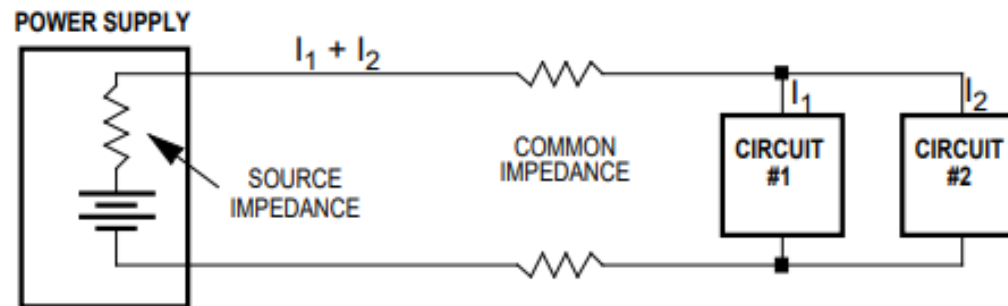 POWER SUPPLY
I1 + I2
I1
I2
COMMON
IMPEDANCE
CIRCUIT
#1
CIRCUIT
#2
SOURCE
IMPEDANCE